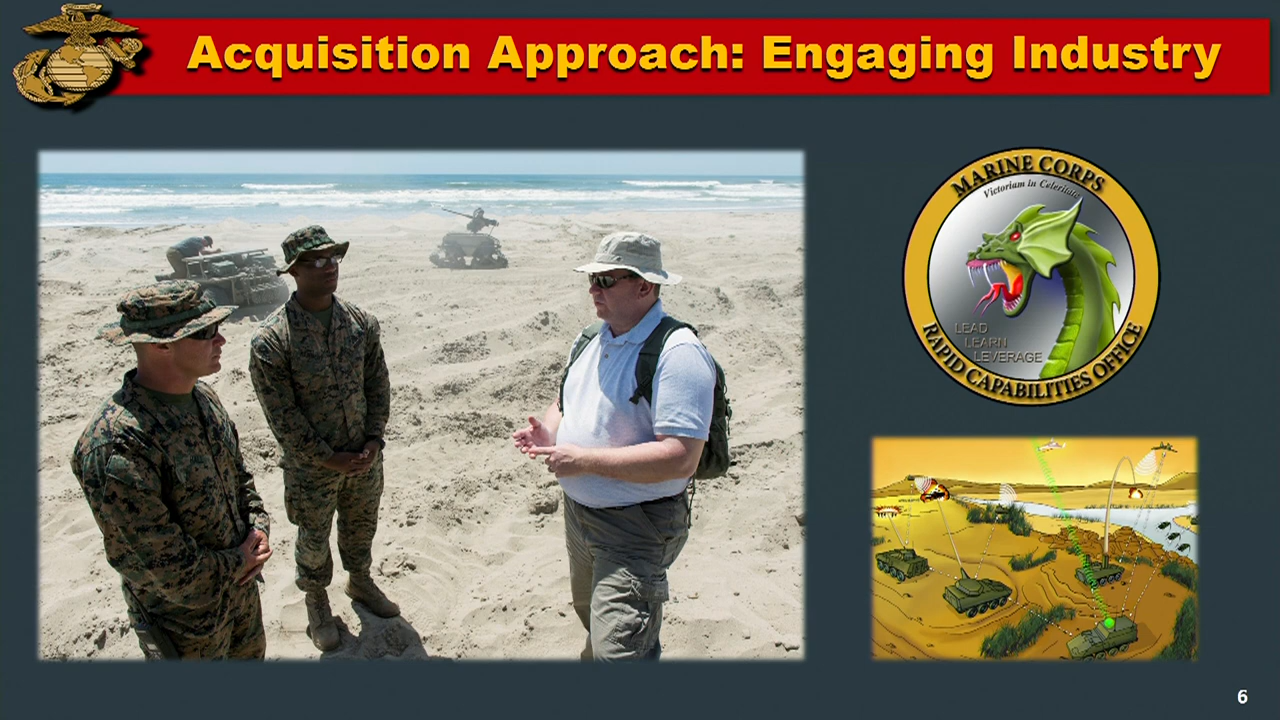 Acquisition Approach: Engaging Industry
MARINE CORPS
Victoriam in Celeritate
LEAD
LEARN
LEVERAGE
RAPID CAPABILITIES OFFICE
6